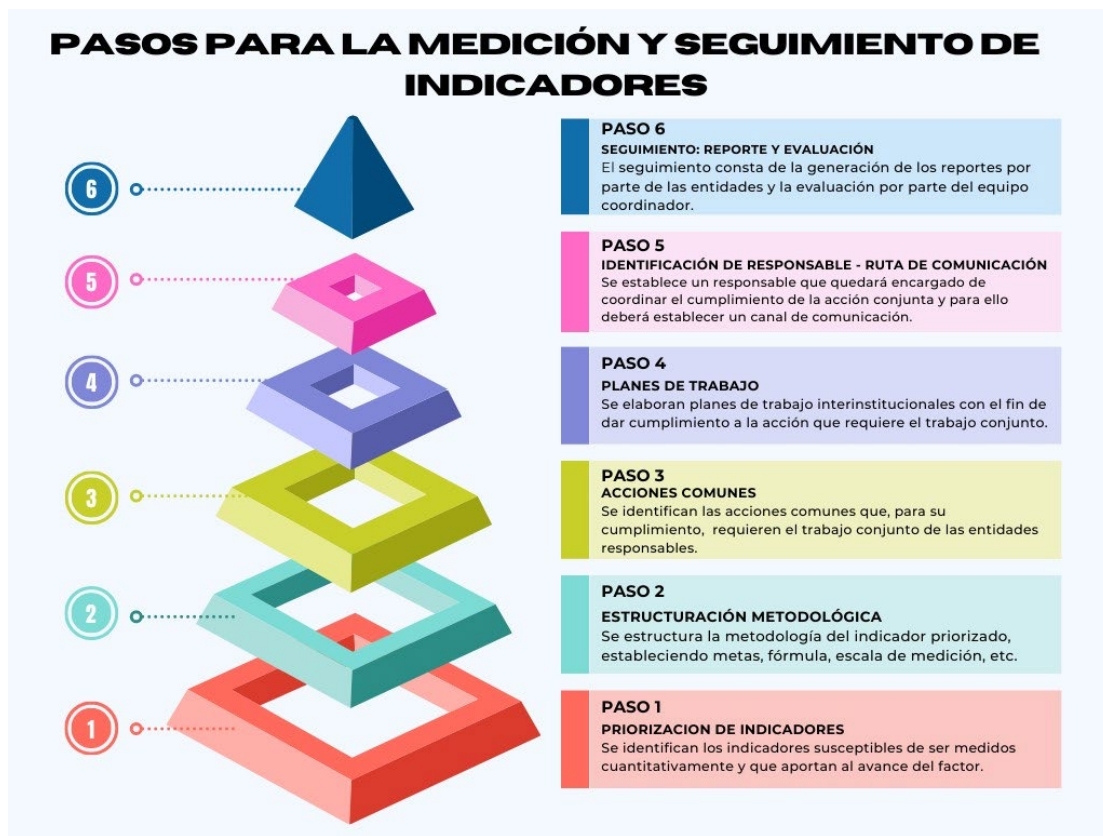 PASOS PARA LA MEDICIÓN Y SEGUIMIENTO DE
INDICADORES
6
PASO 6
SEGUIMIENTO: REPORTE Y EVALUACIÓN
El seguimiento consta de la generación de los reportes por
parte de las entidades y la evaluación por parte del equipo
coordinador.
5
PASO 5
IDENTIFICACIÓN DE RESPONSABLE - RUTA DE COMUNICACIÓN
Se establece un responsable que quedará encargado de
coordinar el cumplimiento de la acción conjunta y para ello
deberá establecer un canal de comunicación.
4
PASO 4
PLANES DE TRABAJO
Se elaboran planes de trabajo interinstitucionales con el fin de
dar cumplimiento a la acción que requiere el trabajo conjunto.
3
PASO 3
ACCIONES COMUNES
Se identifican las acciones comunes que, para su
cumplimiento, requieren el trabajo conjunto de las entidades
responsables.
2
PASO 2
ESTRUCTURACIÓN METODOLÓGICA
Se estructura la metodología del indicador priorizado,
estableciendo metas, fórmula, escala de medición, etc.
1
PASO 1
PRIORIZACION DE INDICADORES
Se identifican los indicadores susceptibles de ser medidos
cuantitativamente y que aportan al avance del factor.